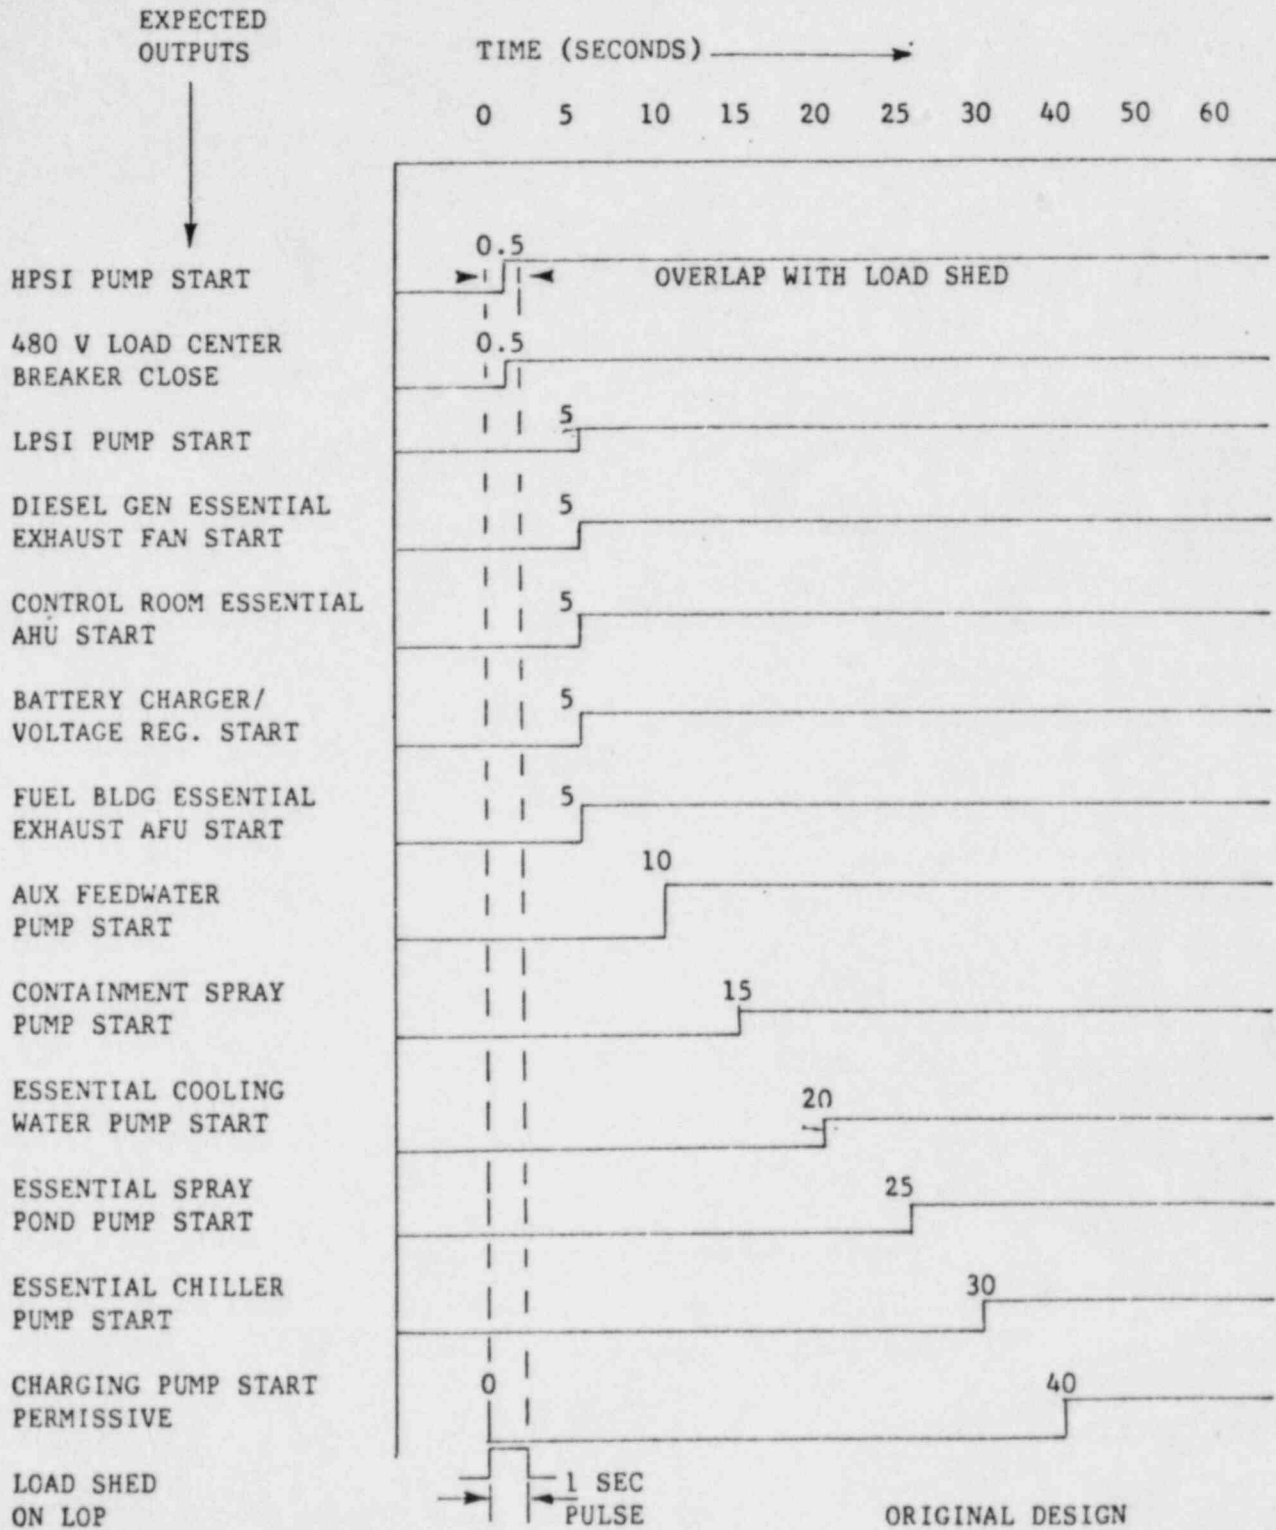 EXPECTED
OUTPUTS
TIME (SECONDS)
0 5 10 15 20 25 30 40 50 60
0.5
HPSI PUMP START
OVERLAP WITH LOAD SHED
480 V LOAD CENTER
BREAKER CLOSE
0.5
LPSI PUMP START
5
DIESEL GEN ESSENTIAL
EXHAUST FAN START
5
CONTROL ROOM ESSENTIAL
AHU START
5
BATTERY CHARGER/
VOLTAGE REG. START
5
FUEL BLDG ESSENTIAL
EXHAUST AFU START
5
AUX FEEDWATER
PUMP START
10
CONTAINMENT SPRAY
PUMP START
15
ESSENTIAL COOLING
WATER PUMP START
20
ESSENTIAL SPRAY
POND PUMP START
25
ESSENTIAL CHILLER
PUMP START
30
CHARGING PUMP START
PERMISSIVE
0
40
LOAD SHED
ON LOP
1 SEC
PULSE
ORIGINAL DESIGN